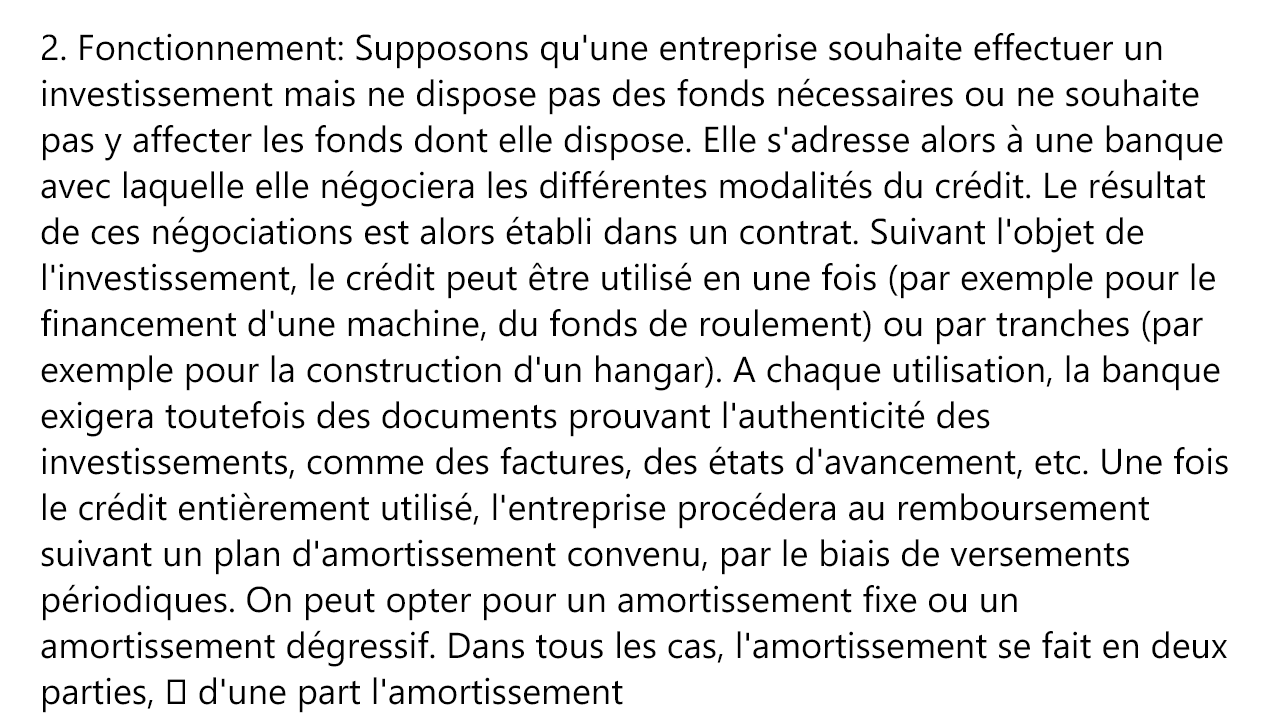 2. Fonctionnement: Supposons qu'une entreprise souhaite effectuer un
investissement mais ne dispose pas des fonds nécessaires ou ne souhaite
pas y affecter les fonds dont elle dispose. Elle s'adresse alors à une banque
avec laquelle elle négociera les différentes modalités du crédit. Le résultat
de ces négociations est alors établi dans un contrat. Suivant l'objet de
l'investissement, le crédit peut être utilisé en une fois (par exemple pour le
financement d'une machine, du fonds de roulement) ou par tranches (par
exemple pour la construction d'un hangar). A chaque utilisation, la banque
exigera toutefois des documents prouvant l'authenticité des
investissements, comme des factures, des états d'avancement, etc. Une fois
le crédit entièrement utilisé, l'entreprise procédera au remboursement
suivant un plan d'amortissement convenu, par le biais de versements
périodiques. On peut opter pour un amortissement fixe ou un
amortissement dégressif. Dans tous les cas, l'amortissement se fait en deux
parties, ▯ d'une part l'amortissement